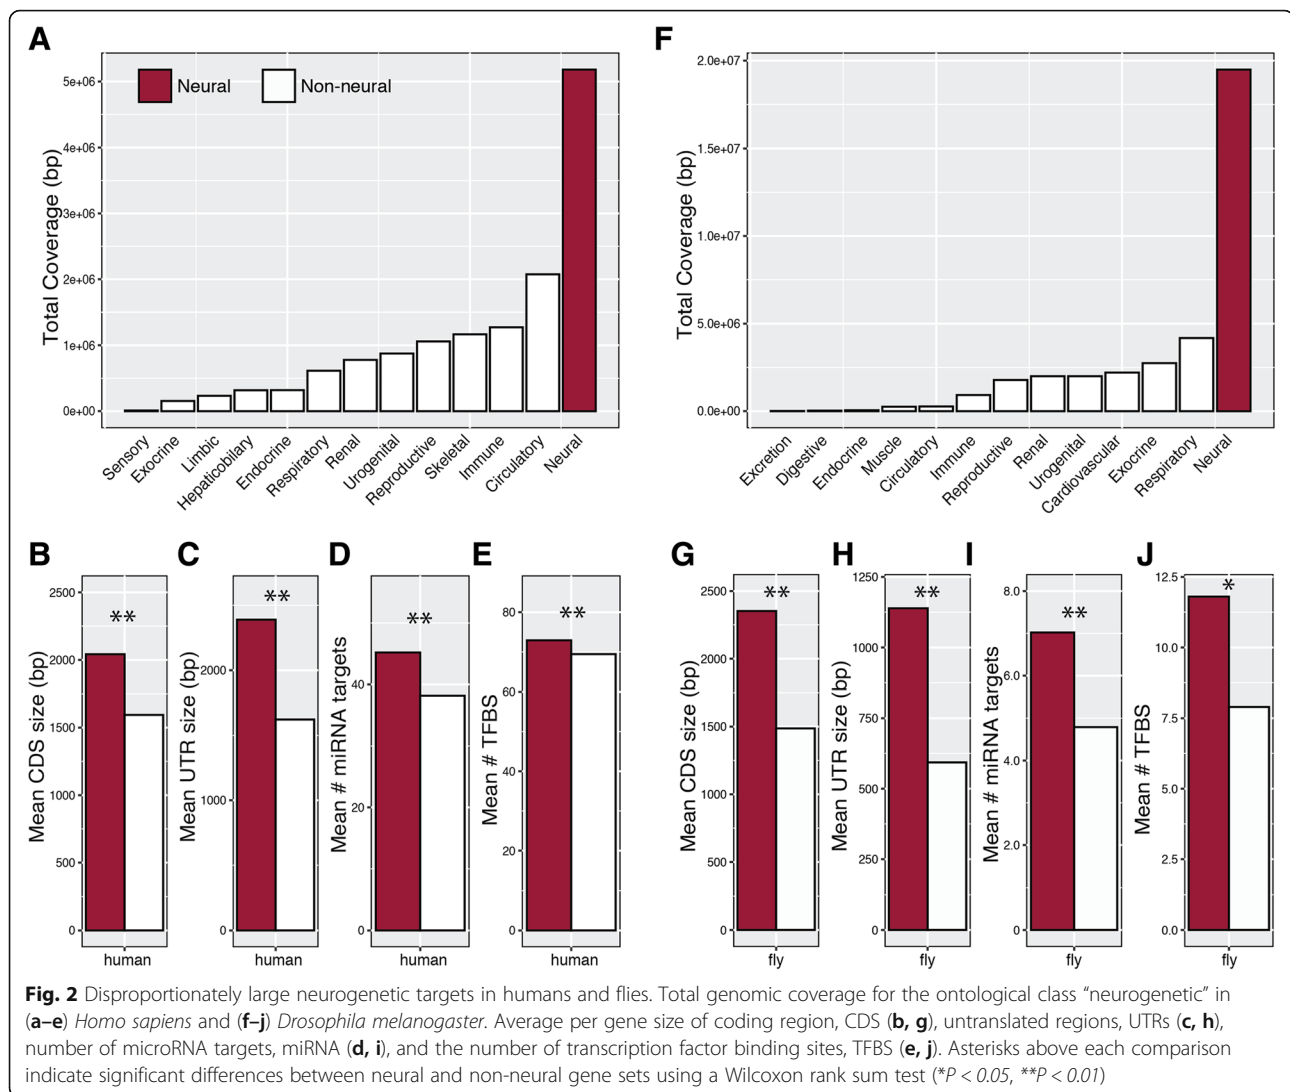 A
Total Coverage (bp)
5e+06
4e+06
3e+06
2e+06
1e+06
0e+00
Neural
Non-neural
Sensory
Exocrine
Limbic
Hepaticobilary
Endocrine
Respiratory
Renal
Urogenital
Reproductive
Skeletal
Immune
Circulatory
Neural
F
Total Coverage (bp)
2.0e+07
1.5e+07
1.0e+07
5.0e+06
0.0e+00
Excretion
Digestive
Endocrine
Muscle
Circulatory
Immune
Reproductive
Renal
Urogenital
Cardiovascular
Exocrine
Respiratory
Neural
B
Mean CDS size (bp)
2500
2000
1500
1000
500
0
**
human
C
Mean UTR size (bp)
2000
1000
0
**
human
D
Mean # miRNA targets
40
20
0
**
human
E
Mean # TFBS
80
60
40
20
0
**
human
G
Mean CDS size (bp)
2500
2000
1500
1000
500
0
**
fly
H
Mean UTR size (bp)
1250
1000
750
500
250
0
**
fly
I
Mean # miRNA targets
8.0
6.0
4.0
2.0
0
**
fly
J
Mean # TFBS
12.5
10.0
7.5
5.0
2.5
0.0
*
fly
Fig. 2 Disproportionately large neurogenetic targets in humans and flies. Total genomic coverage for the ontological class “neurogenetic” in
(a–e) Homo sapiens and (f–j) Drosophila melanogaster. Average per gene size of coding region, CDS (b, g), untranslated regions, UTRs (c, h),
number of microRNA targets, miRNA (d, i), and the number of transcription factor binding sites, TFBS (e, j). Asterisks above each comparison
indicate significant differences between neural and non-neural gene sets using a Wilcoxon rank sum test (*P < 0.05, **P < 0.01)